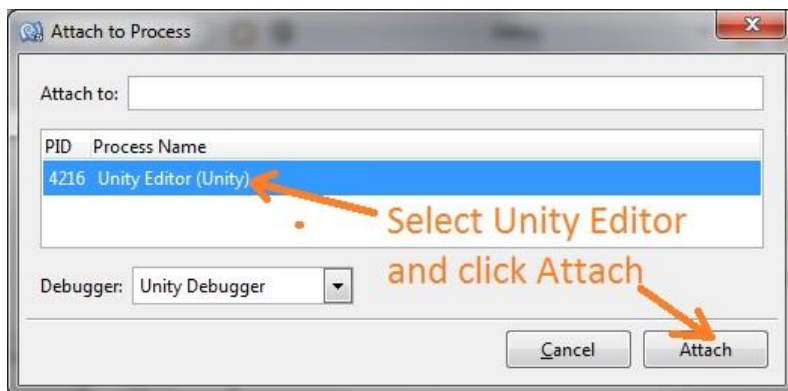 Attach to Process
Attach to:
PID Process Name
4216 Unity Editor (Unity)
Select Unity Editor
and click Attach
Debugger: Unity Debugger
Cancel Attach